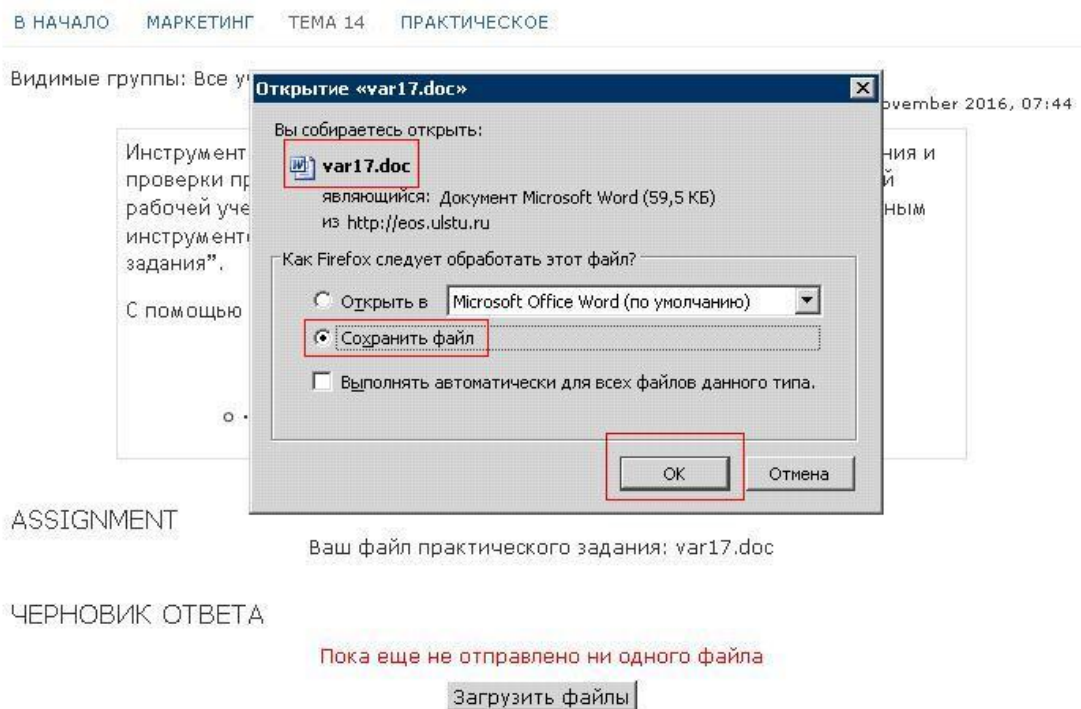 В НАЧАЛО МАРКЕТИНГ ТЕМА 14 ПРАКТИЧЕСКОЕ
Видимые группы: Все
Открытие «var17.doc»
07:44
2016,
Вы собираетесь открыть:
Инструмент
var17.doc
ния и
проверки
являющийся: Документ Microsoft Word (59,5 КБ)
й
рабочей уче
из http://eos.ulstu.ru
ным
инструмент
Как Firefox следует обработать этот файл?
задания”.
Открыть в Microsoft Office Word (по умолчанию)
С помощью
Сохранить файл
Выполнять автоматически для всех файлов данного типа.
ОК Отмена
ASSIGNMENT
Ваш файл практического задания: var17.doc
ЧЕРНОВИК ОТВЕТА
Пока еще не отправлено ни одного файла
Загрузить файлы